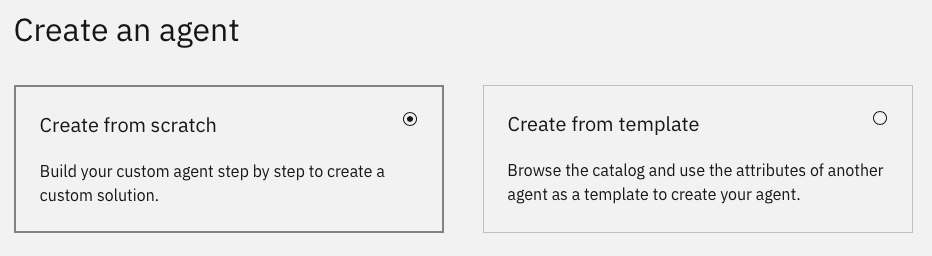 Create an agent
Create from scratch
Build your custom agent step by step to create a
custom solution.
Create from template
Browse the catalog and use the attributes of another
agent as a template to create your agent.